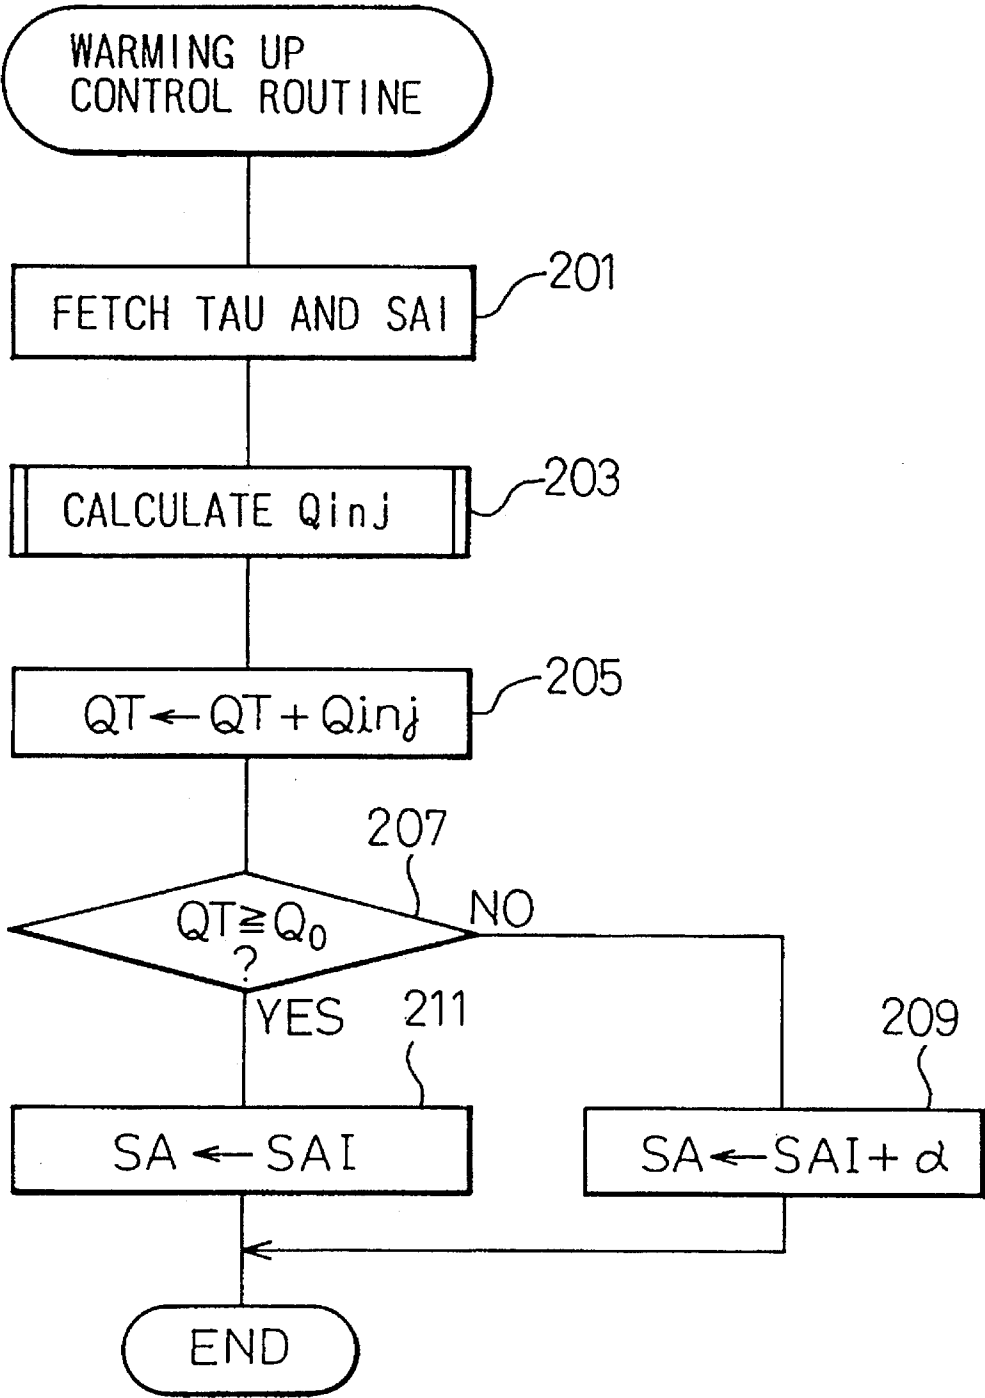 WARMING UP
CONTROL ROUTINE
201
FETCH TAU AND SAI
203
CALCULATE Qinj
205
QT←QT+Qinj
207
QT≧Q₀
?
NO
YES
211
209
SA←SAI
SA←SAI+α
END